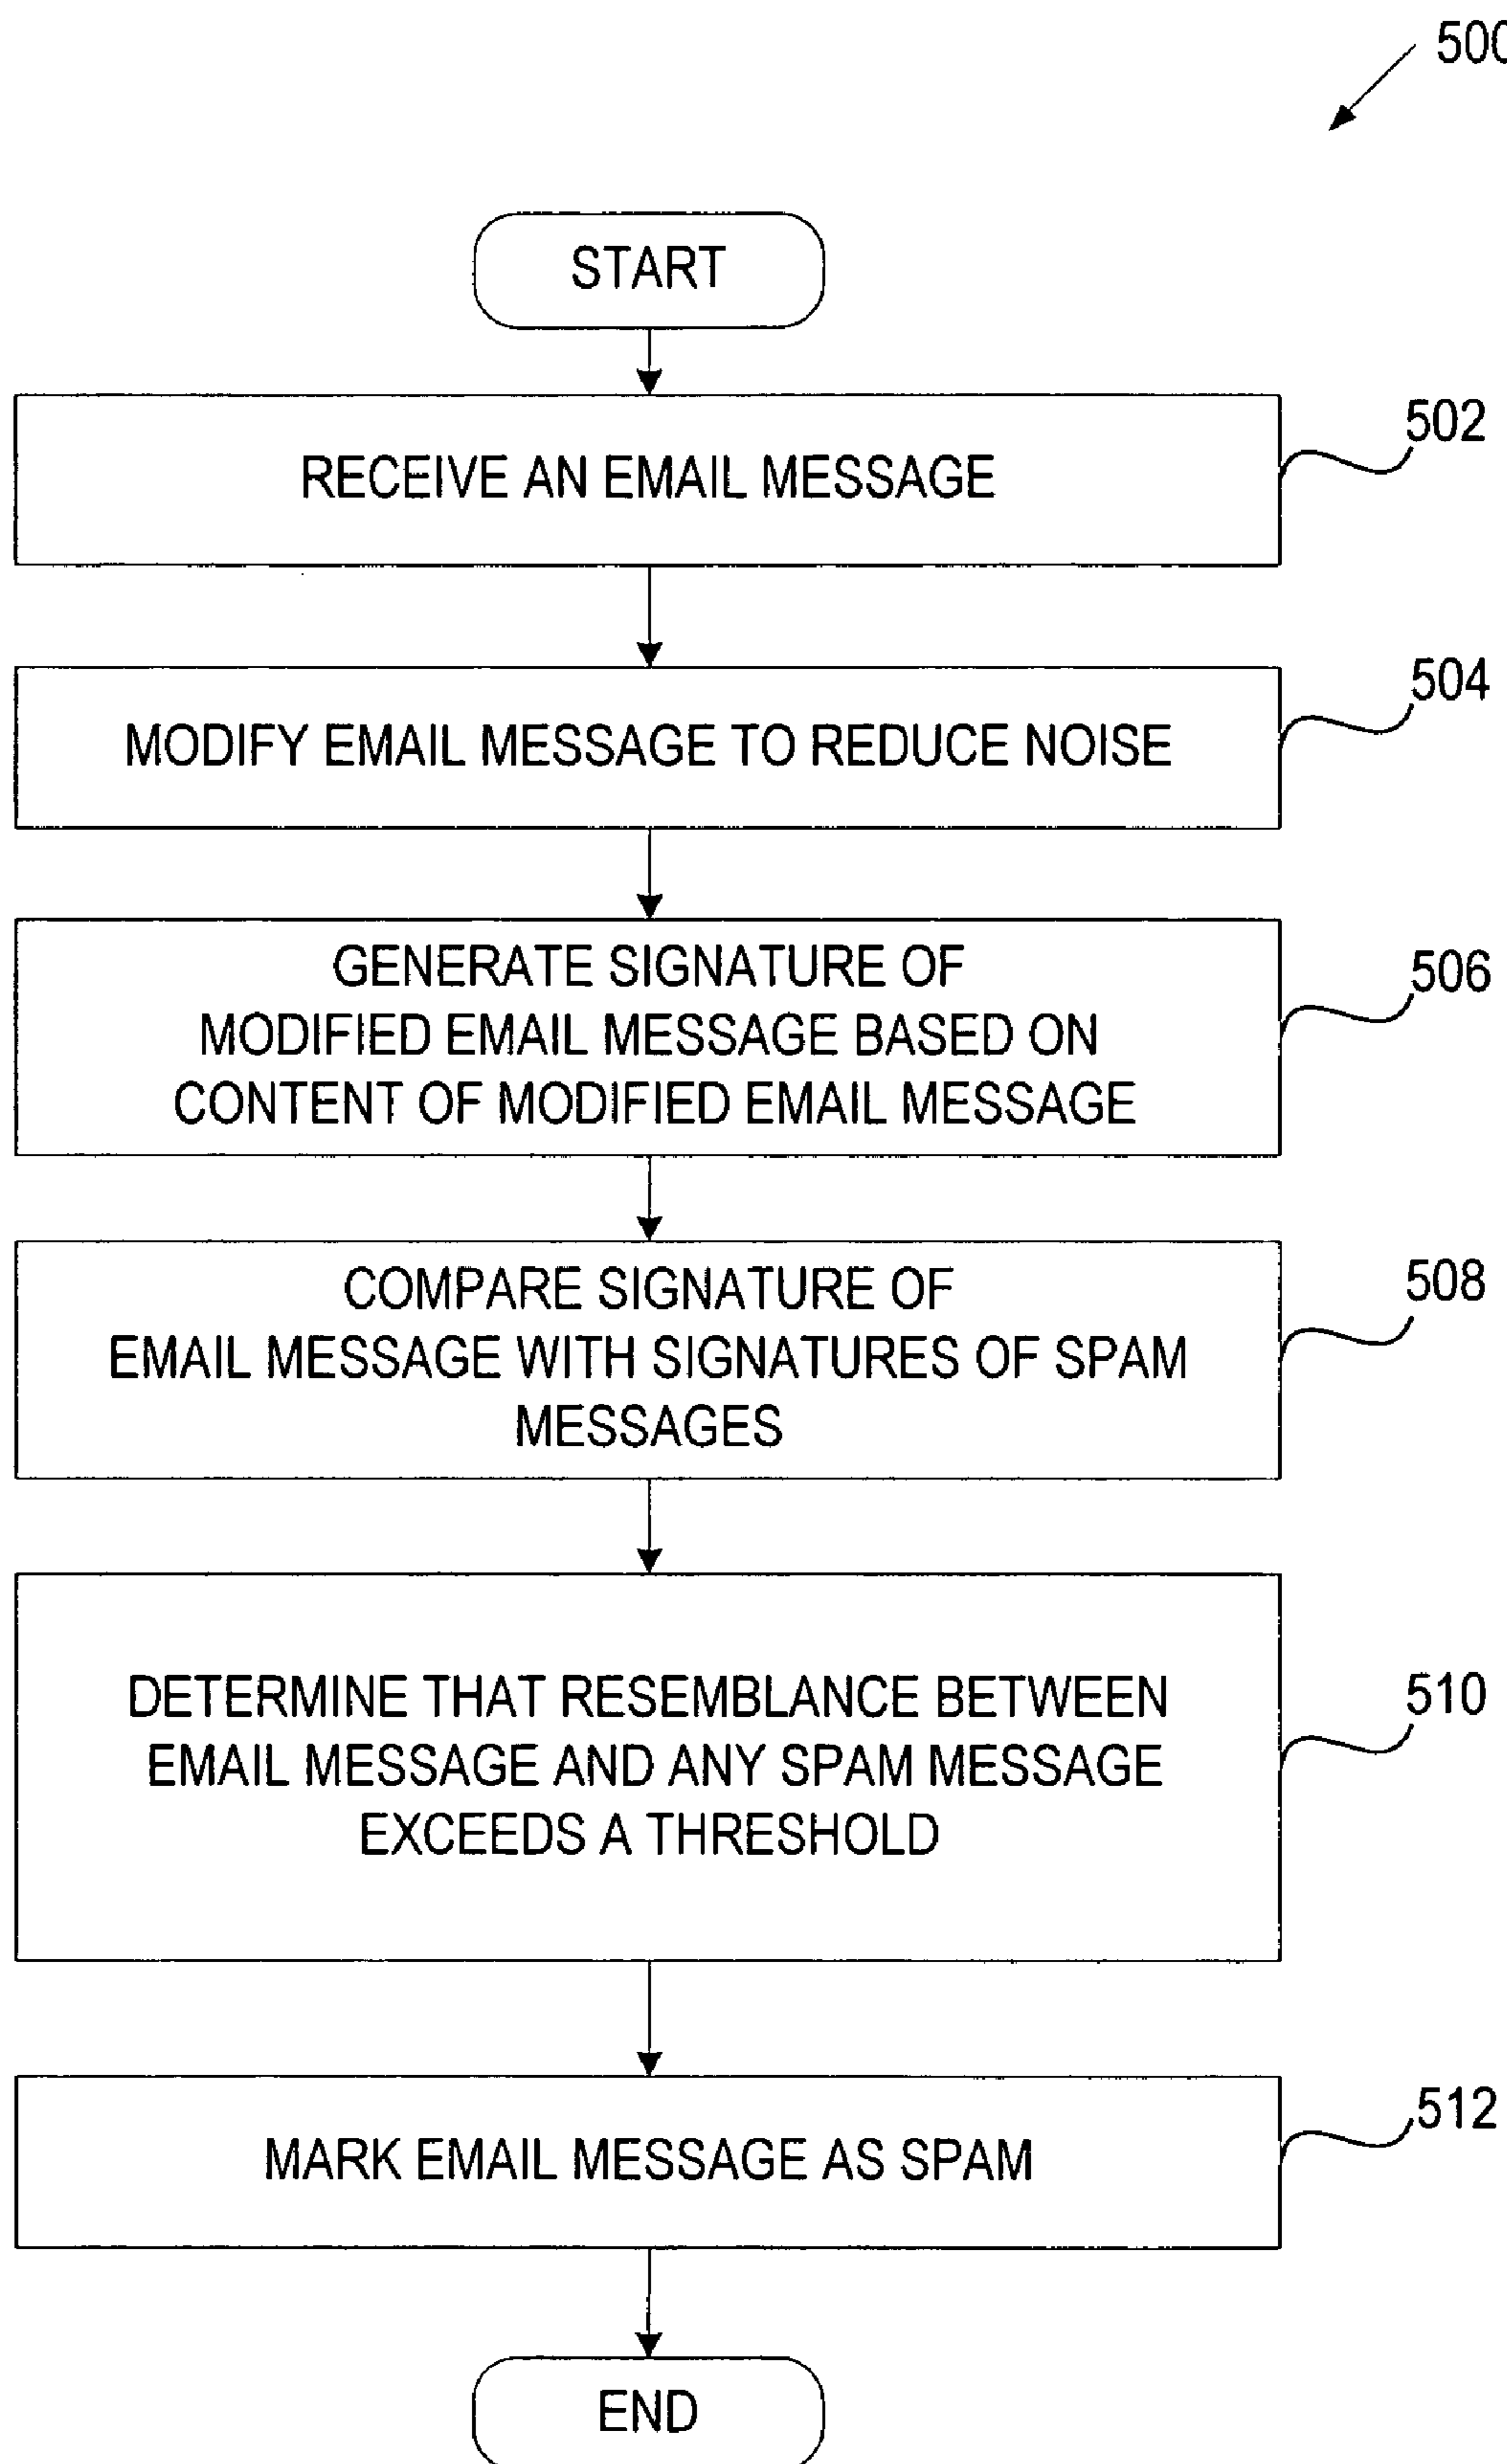 500
START
RECEIVE AN EMAIL MESSAGE
502
MODIFY EMAIL MESSAGE TO REDUCE NOISE
504
GENERATE SIGNATURE OF
MODIFIED EMAIL MESSAGE BASED ON
CONTENT OF MODIFIED EMAIL MESSAGE
506
COMPARE SIGNATURE OF
EMAIL MESSAGE WITH SIGNATURES OF SPAM
MESSAGES
508
DETERMINE THAT RESEMBLANCE BETWEEN
EMAIL MESSAGE AND ANY SPAM MESSAGE
EXCEEDS A THRESHOLD
510
MARK EMAIL MESSAGE AS SPAM
512
END